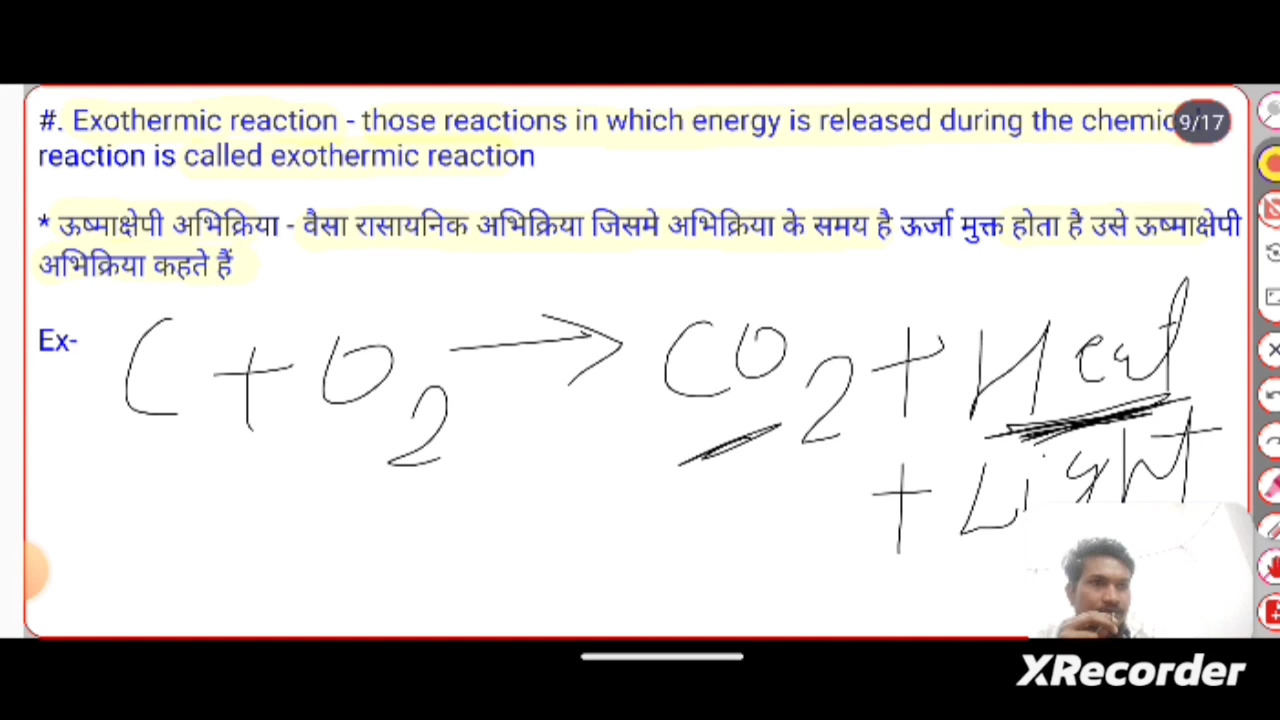 #. Exothermic reaction - those reactions in which energy is released during the chemic 9/17
reaction is called exothermic reaction
* ऊष्माक्षेपी अभिक्रिया - वैसा रासायनिक अभिक्रिया जिसमे अभिक्रिया के समय है ऊर्जा मुक्त होता है उसे ऊष्माक्षेपी
अभिक्रिया कहते हैं
Ex- C + O2 → CO2 + Heat
+ Light
XRecorder